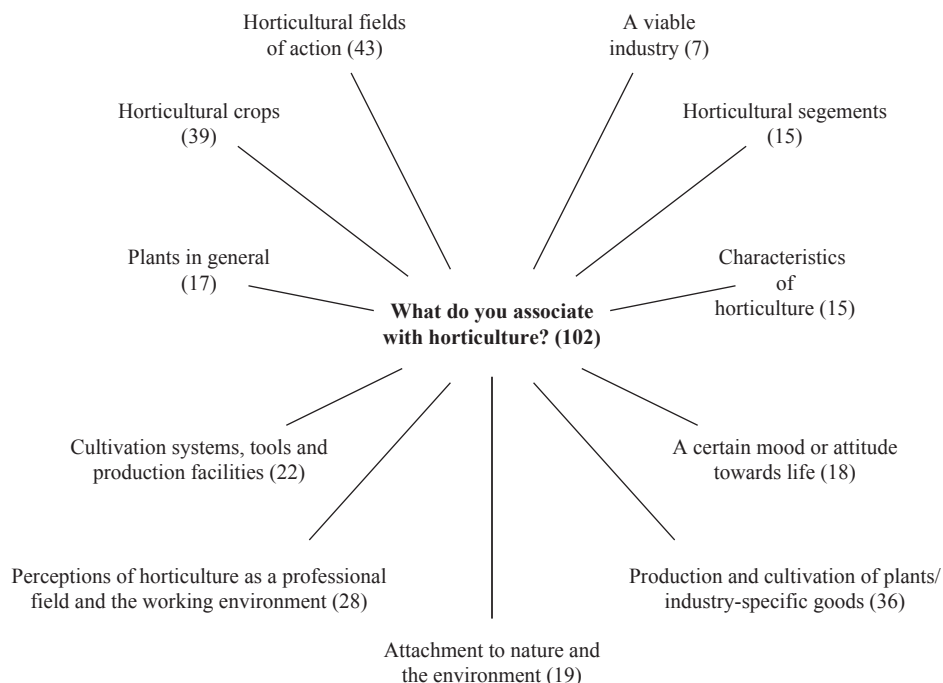 Horticultural fields
of action (43)
A viable
industry (7)
Horticultural crops
(39)
Horticultural segements
(15)
Plants in general
(17)
Characteristics
of
horticulture (15)
What do you associate
with horticulture? (102)
Cultivation systems, tools and
production facilities (22)
A certain mood or attitude
towards life (18)
Perceptions of horticulture as a professional
field and the working environment (28)
Production and cultivation of plants/
industry-specific goods (36)
Attachment to nature and
the environment (19)